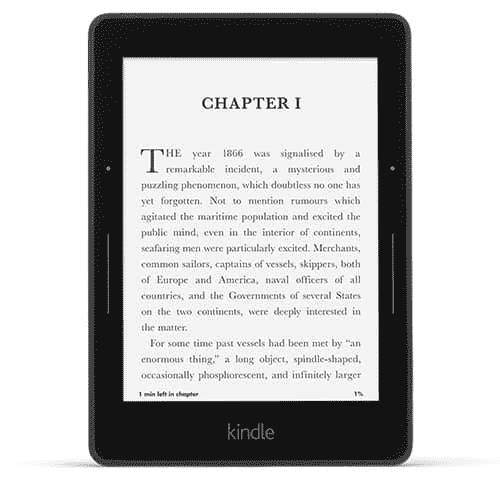 CHAPTER I
THE year 1866 was signalised by a
remarkable incident, a mysterious and
puzzling phenomenon, which doubtless no one has
yet forgotten. Not to mention rumours which
agitated the maritime population and excited the
public mind, even in the interior of continents,
seafaring men were particularly excited. Merchants,
common sailors, captains of vessels, skippers, both
of Europe and America, naval officers of all
countries, and the Governments of several States
on the two continents, were deeply interested in
the matter.
For some time past vessels had been met by “an
enormous thing,” a long object, spindle-shaped,
occasionally phosphorescent, and infinitely larger
1 min left in chapter 1%
kindle